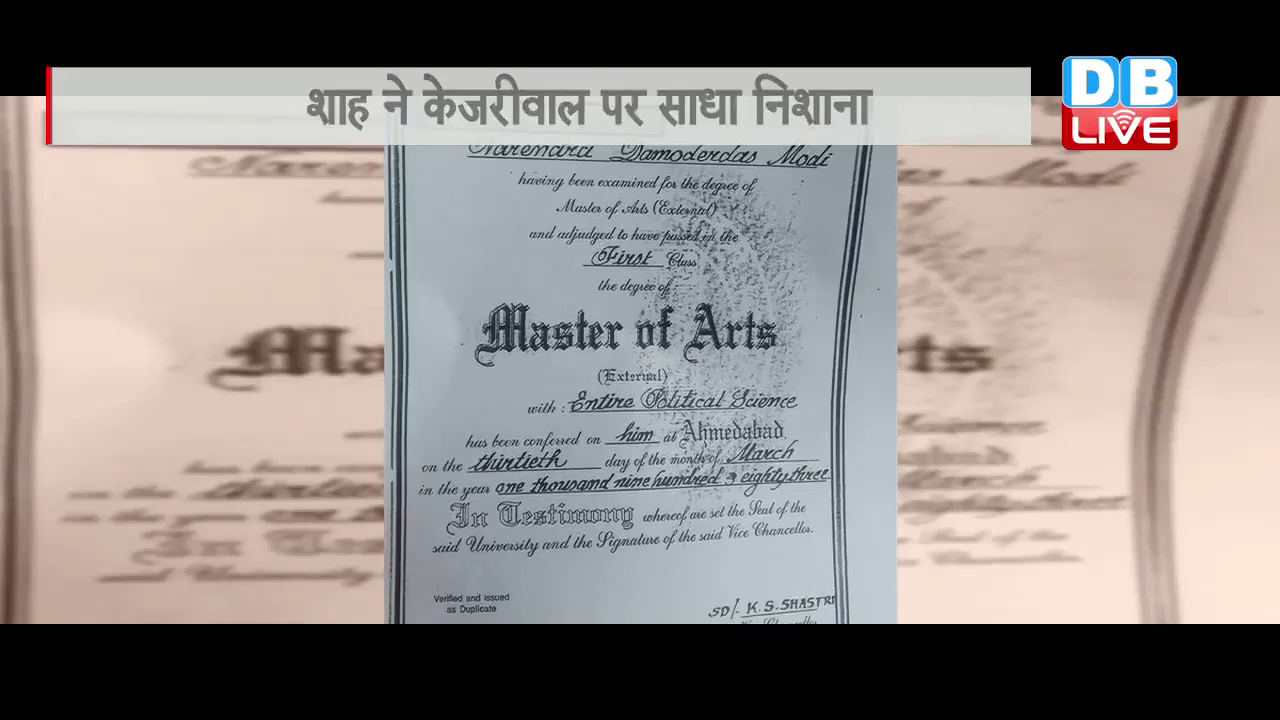 शाह ने केजरीवाल पर साधा निशाना
DB
LIVE
Narendra Damoderdas Modi
having been examined for the degree of
Master of Arts (External)
and adjudged to have passed in the
First Class
the degree of
Master of Arts
(External)
with : Entire Political Science
has been conferred on him at Ahmedabad
on the thirtieth day of the month of March
in the year one thousand nine hundred & eighty three
In Testimony whereof are set the Seal of the
said University and the Signature of the said Vice Chancellor.
Verified and issued
as Duplicate
SD/- K.S.SHASTRI